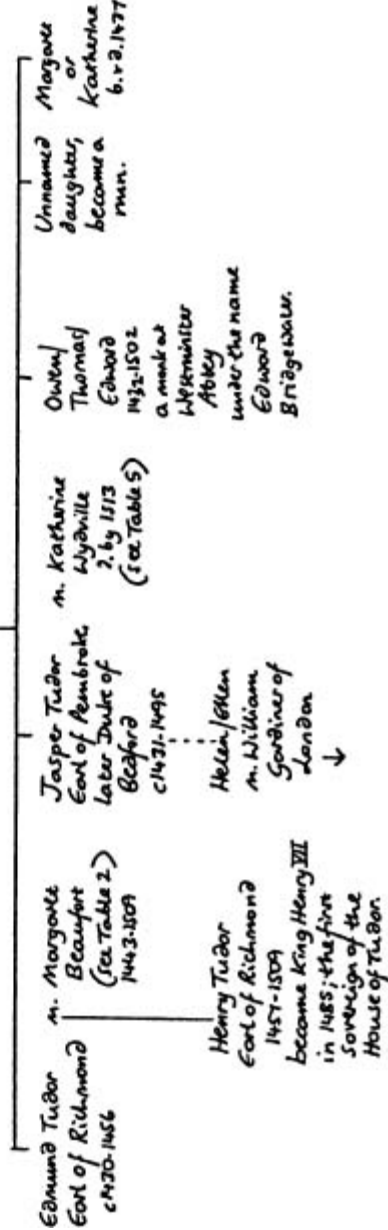 Edmund Tudor
Earl of Richmond
c1430-1456
m. Margaret
Beaufort
(see Table 2)
1443-1509
Henry Tudor
Earl of Richmond
1457-1509
became King Henry VII
in 1485; the first
sovereign of the
House of Tudor.
Jasper Tudor
Earl of Pembroke,
later Duke of
Bedford
c1431-1495
Helen/Ellen
m. William
Gardiner of
London
m. Katherine
Wydville
?. by 1513
(see Table 5)
Owen/
Thomas/
Edward
1432-1502
a monk at
Westminster
Abbey
under the name
Edward
Bridgewater.
Unnamed
daughter,
became a
nun.
Margaret
or
Katherine
b.+d.1437